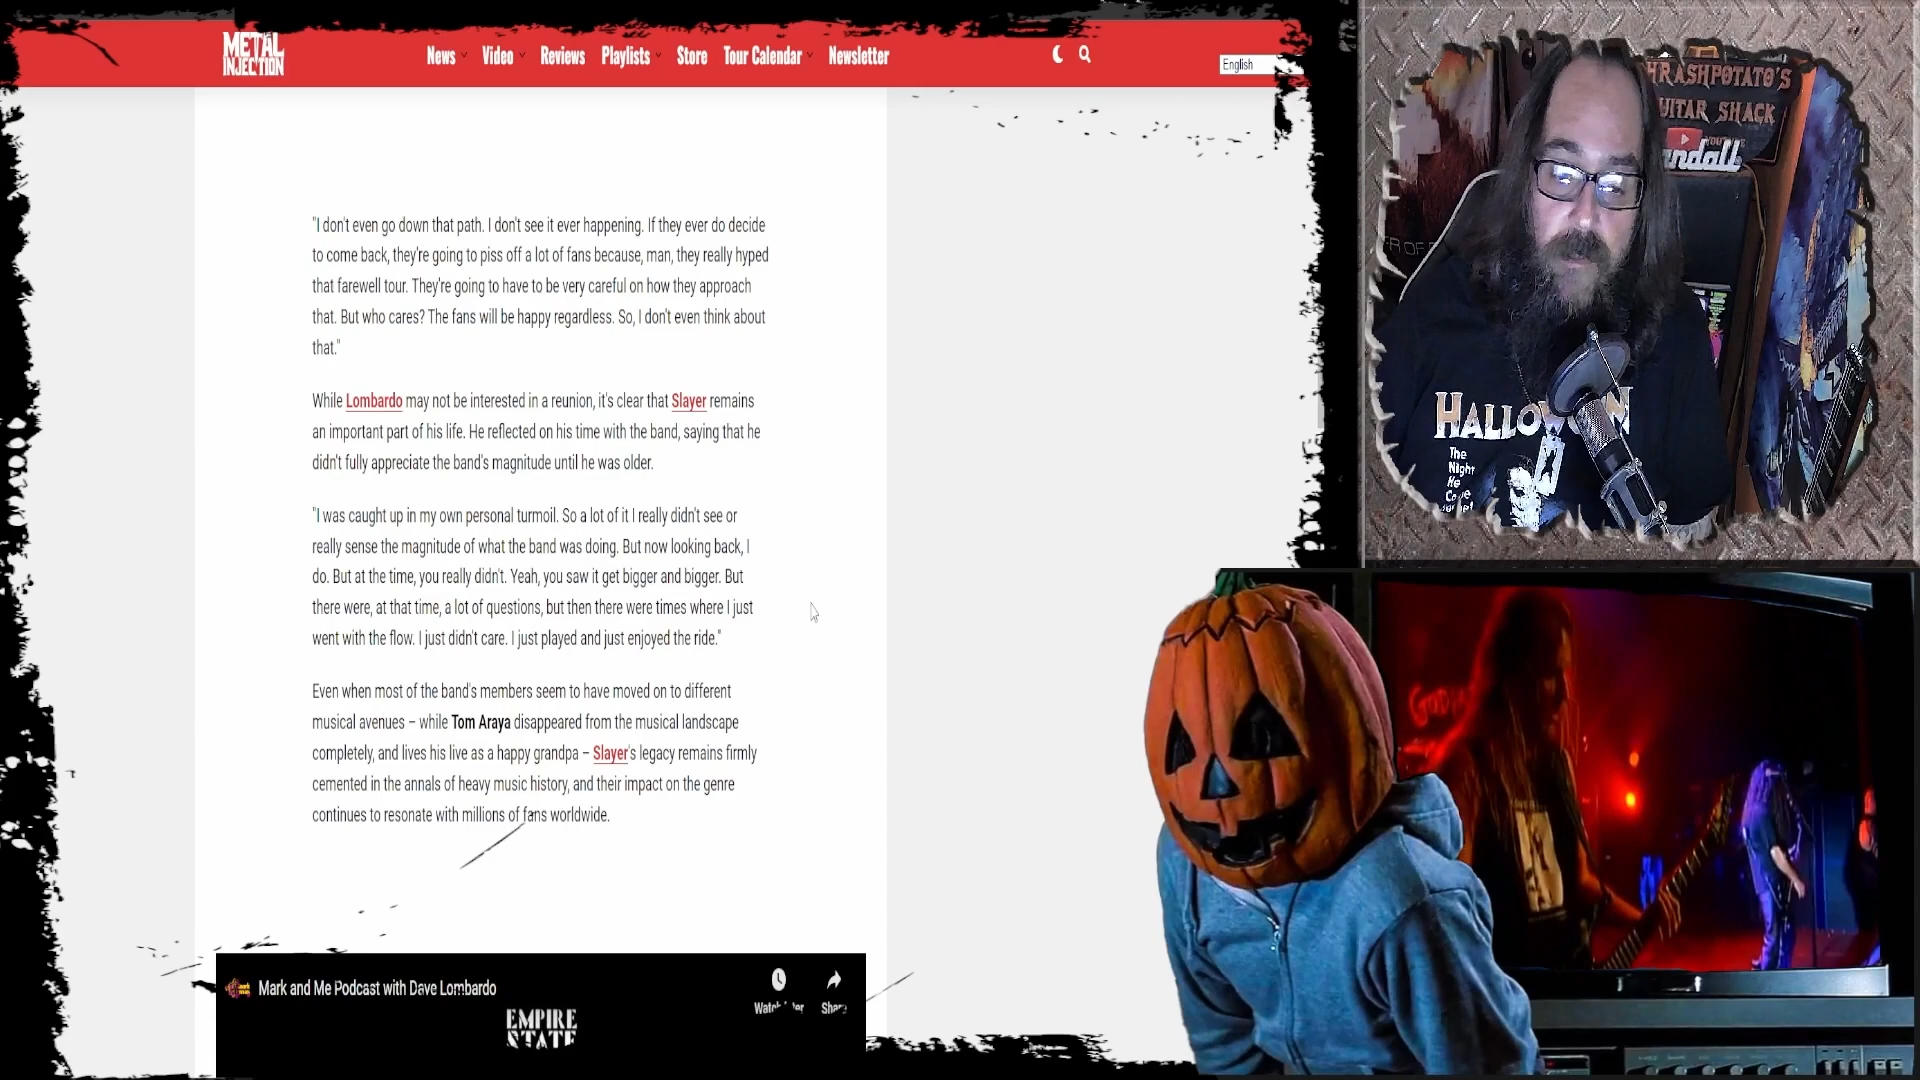 METAL
INJECTION
News Video Reviews Playlists Store Tour Calendar Newsletter
English
"I don't even go down that path. I don't see it ever happening. If they ever do decide
to come back, they're going to piss off a lot of fans because, man, they really hyped
that farewell tour. They're going to have to be very careful on how they approach
that. But who cares? The fans will be happy regardless. So, I don't even think about
that."
While Lombardo may not be interested in a reunion, it's clear that Slayer remains
an important part of his life. He reflected on his time with the band, saying that he
didn't fully appreciate the band's magnitude until he was older.
"I was caught up in my own personal turmoil. So a lot of it I really didn't see or
really sense the magnitude of what the band was doing. But now looking back, I
do. But at the time, you really didn't. Yeah, you saw it get bigger and bigger. But
there were, at that time, a lot of questions, but then there were times where I just
went with the flow. I just didn't care. I just played and just enjoyed the ride."
Even when most of the band's members seem to have moved on to different
musical avenues – while Tom Araya disappeared from the musical landscape
completely, and lives his live as a happy grandpa – Slayer's legacy remains firmly
cemented in the annals of heavy music history, and their impact on the genre
continues to resonate with millions of fans worldwide.
Mark and Me Podcast with Dave Lombardo
Share
EMPIRE
STATE
HRASHPOTATO'S
UITAR SHACK
andall
HALLOWEEN
The
Night
He